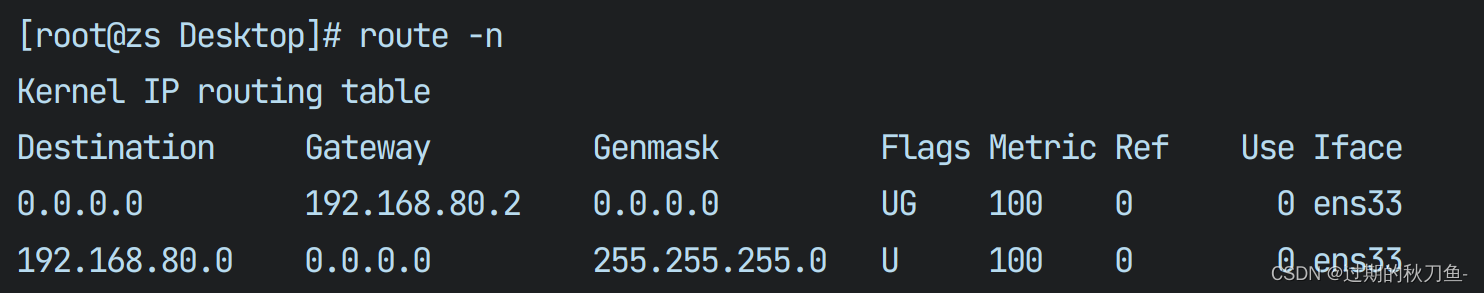 [root@zs Desktop]# route -n
Kernel IP routing table
Destination     Gateway         Genmask         Flags Metric Ref    Use Iface
0.0.0.0         192.168.80.2    0.0.0.0         UG    100    0        0 ens33
192.168.80.0    0.0.0.0         255.255.255.0   U     100    0        0 ens33
CSDN @过期的秋刀鱼-